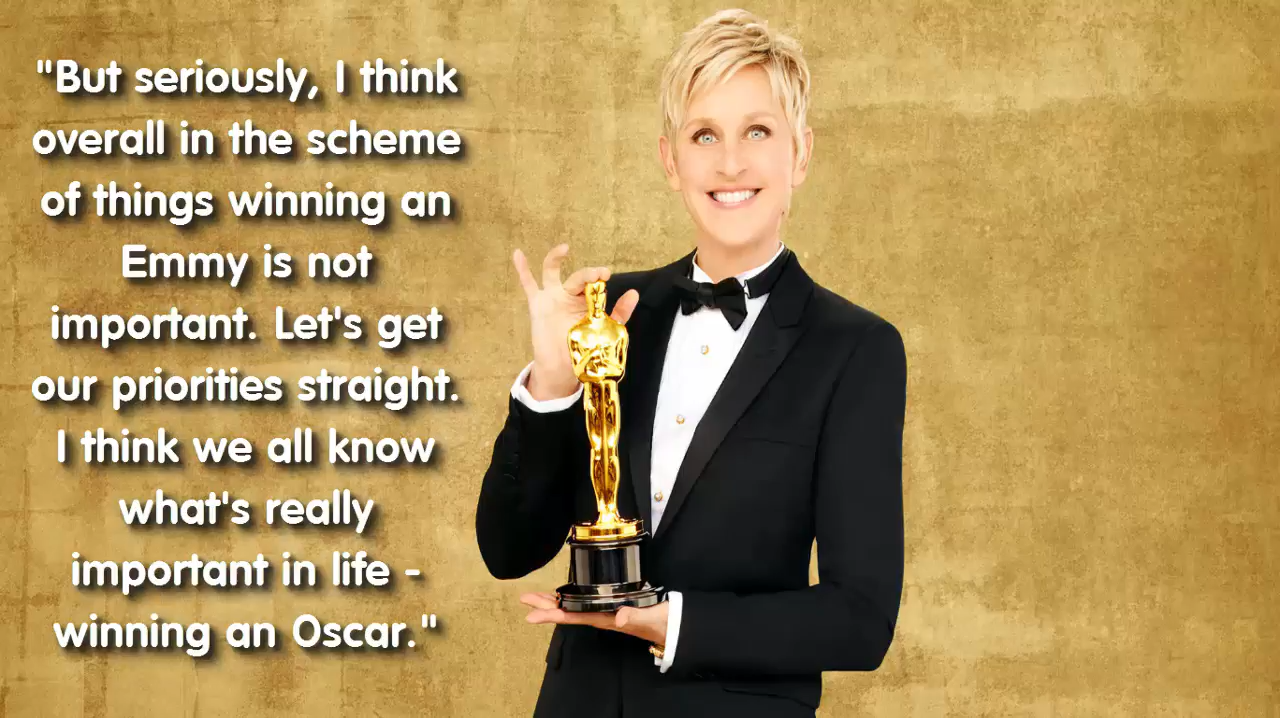 "But seriously, I think
overall in the scheme
of things winning an
Emmy is not
important. Let's get
our priorities straight.
I think we all know
what's really
important in life -
winning an Oscar."